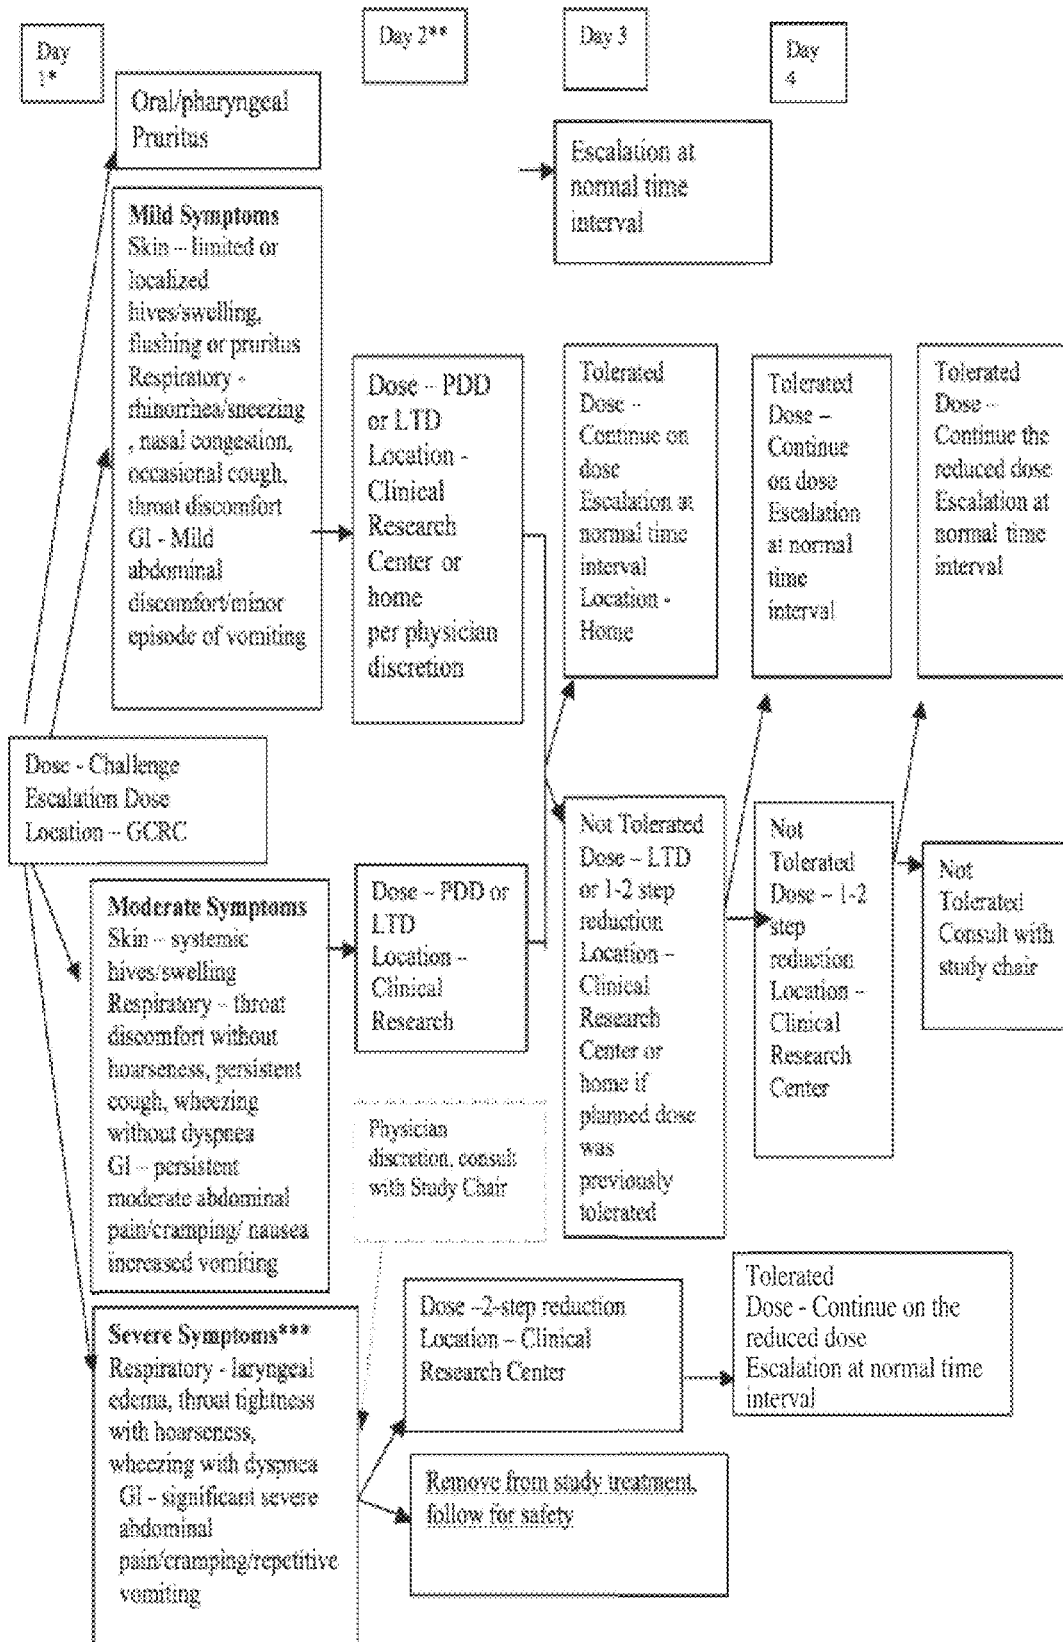 Day
1*
Day 2**
Day 3
Day
4
Oral/pharyngeal
Pruritus
Escalation at
normal time
interval
Mild Symptoms
Skin – limited or
localized
hives/swelling,
flushing or pruritus
Respiratory -
rhinorrhea/sneezing
, nasal congestion,
occasional cough,
throat discomfort
GI - Mild
abdominal
discomfort/minor
episode of vomiting
Dose – PDD
or LTD
Location -
Clinical
Research
Center or
home
per physician
discretion
Tolerated
Dose –
Continue on
dose
Escalation at
normal time
interval
Location -
Home
Tolerated
Dose –
Continue
on dose
Escalation
at normal
time
interval
Tolerated
Dose –
Continue the
reduced dose
Escalation at
normal time
interval
Dose - Challenge
Escalation Dose
Location – GCRC
Moderate Symptoms
Skin – systemic
hives/swelling
Respiratory – throat
discomfort without
hoarseness, persistent
cough, wheezing
without dyspnea
GI – persistent
moderate abdominal
pain/cramping/ nausea
increased vomiting
Dose – PDD or
LTD
Location –
Clinical
Research
Not Tolerated
Dose – LTD
or 1-2 step
reduction
Location –
Clinical
Research
Center or
home if
planned dose
was
previously
tolerated
Not
Tolerated
Dose – 1-2
step
reduction
Location –
Clinical
Research
Center
Not
Tolerated
Consult with
study chair
Physician
discretion, consult
with Study Chair
Severe Symptoms***
Respiratory - laryngeal
edema, throat tightness
with hoarseness,
wheezing with dyspnea
GI - significant severe
abdominal
pain/cramping/repetitive
vomiting
Dose –2-step reduction
Location – Clinical
Research Center
Tolerated
Dose - Continue on the
reduced dose
Escalation at normal time
interval
Remove from study treatment,
follow for safety